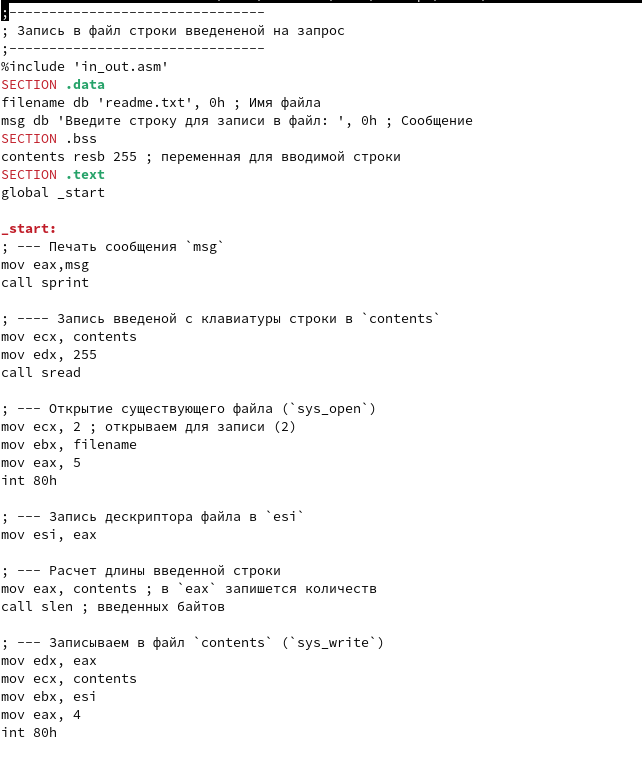 ;--------------------------------
; Запись в файл строки введененой на запрос
;--------------------------------
%include 'in_out.asm'
SECTION .data
filename db 'readme.txt', 0h ; Имя файла
msg db 'Введите строку для записи в файл: ', 0h ; Сообщение
SECTION .bss
contents resb 255 ; переменная для вводимой строки
SECTION .text
global _start
_start:
; --- Печать сообщения `msg`
mov eax,msg
call sprint
; ---- Запись введеной с клавиатуры строки в `contents`
mov ecx, contents
mov edx, 255
call sread
; --- Открытие существующего файла (`sys_open`)
mov ecx, 2 ; открываем для записи (2)
mov ebx, filename
mov eax, 5
int 80h
; --- Запись дескриптора файла в `esi`
mov esi, eax
; --- Расчет длины введенной строки
mov eax, contents ; в `eax` запишется количеств
call slen ; введенных байтов
; --- Записываем в файл `contents` (`sys_write`)
mov edx, eax
mov ecx, contents
mov ebx, esi
mov eax, 4
int 80h